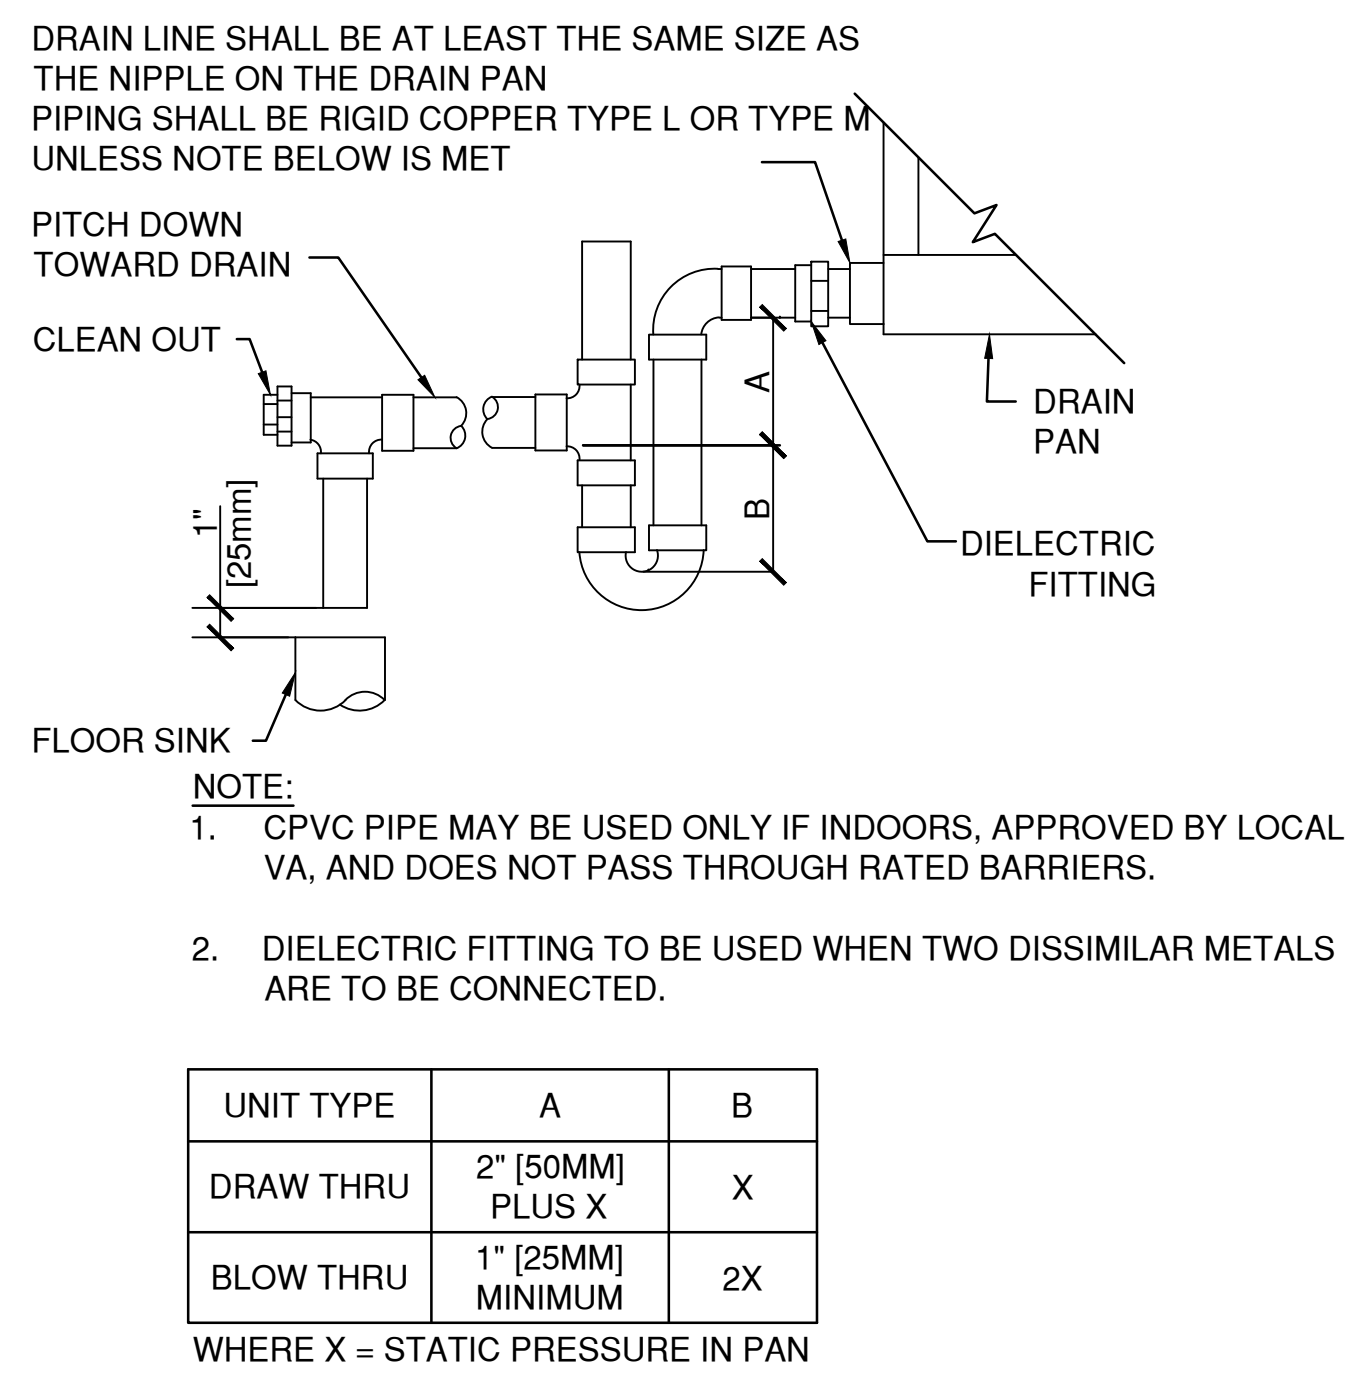 DRAIN LINE SHALL BE AT LEAST THE SAME SIZE AS
THE NIPPLE ON THE DRAIN PAN
PIPING SHALL BE RIGID COPPER TYPE L OR TYPE M
UNLESS NOTE BELOW IS MET
PITCH DOWN
TOWARD DRAIN
CLEAN OUT
A
B
DRAIN
PAN
DIELECTRIC
FITTING
1"
[25mm]
FLOOR SINK
NOTE:
1. CPVC PIPE MAY BE USED ONLY IF INDOORS, APPROVED BY LOCAL
VA, AND DOES NOT PASS THROUGH RATED BARRIERS.
2. DIELECTRIC FITTING TO BE USED WHEN TWO DISSIMILAR METALS
ARE TO BE CONNECTED.
UNIT TYPE A B
DRAW THRU 2" [50MM] PLUS X X
BLOW THRU 1" [25MM] MINIMUM 2X
WHERE X = STATIC PRESSURE IN PAN